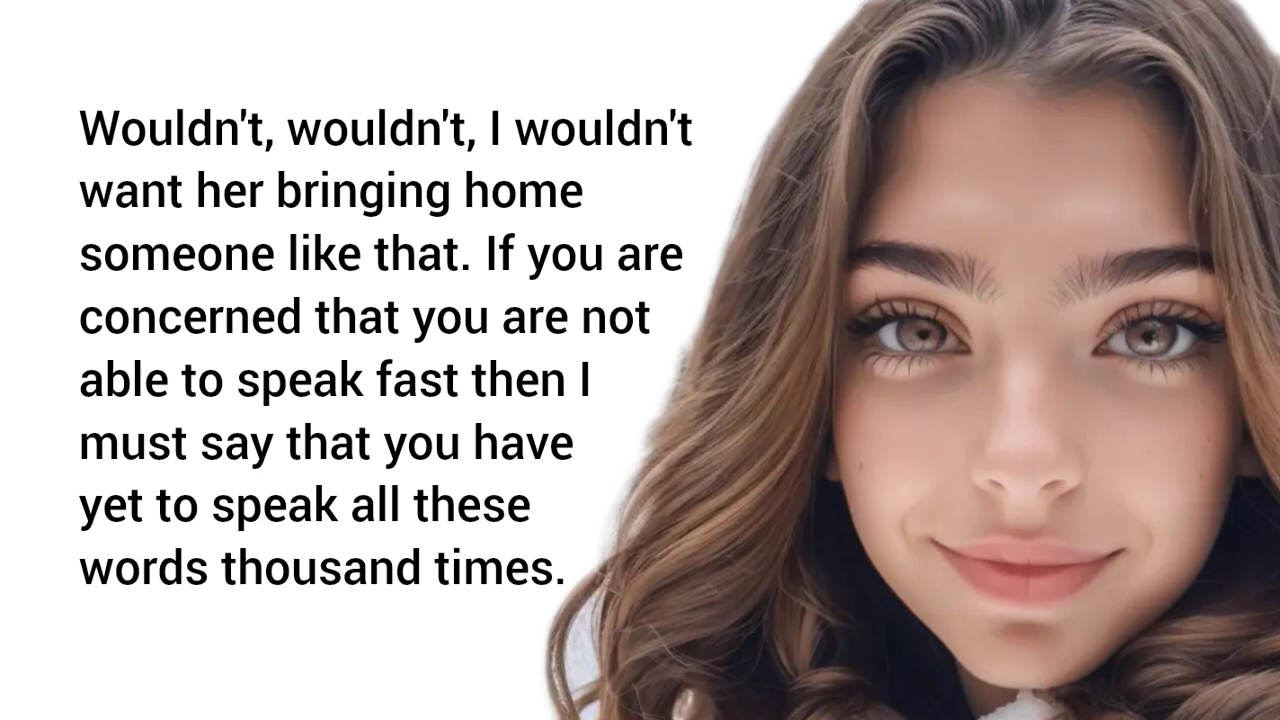 Wouldn't, wouldn't, I wouldn't
want her bringing home
someone like that. If you are
concerned that you are not
able to speak fast then I
must say that you have
yet to speak all these
words thousand times.